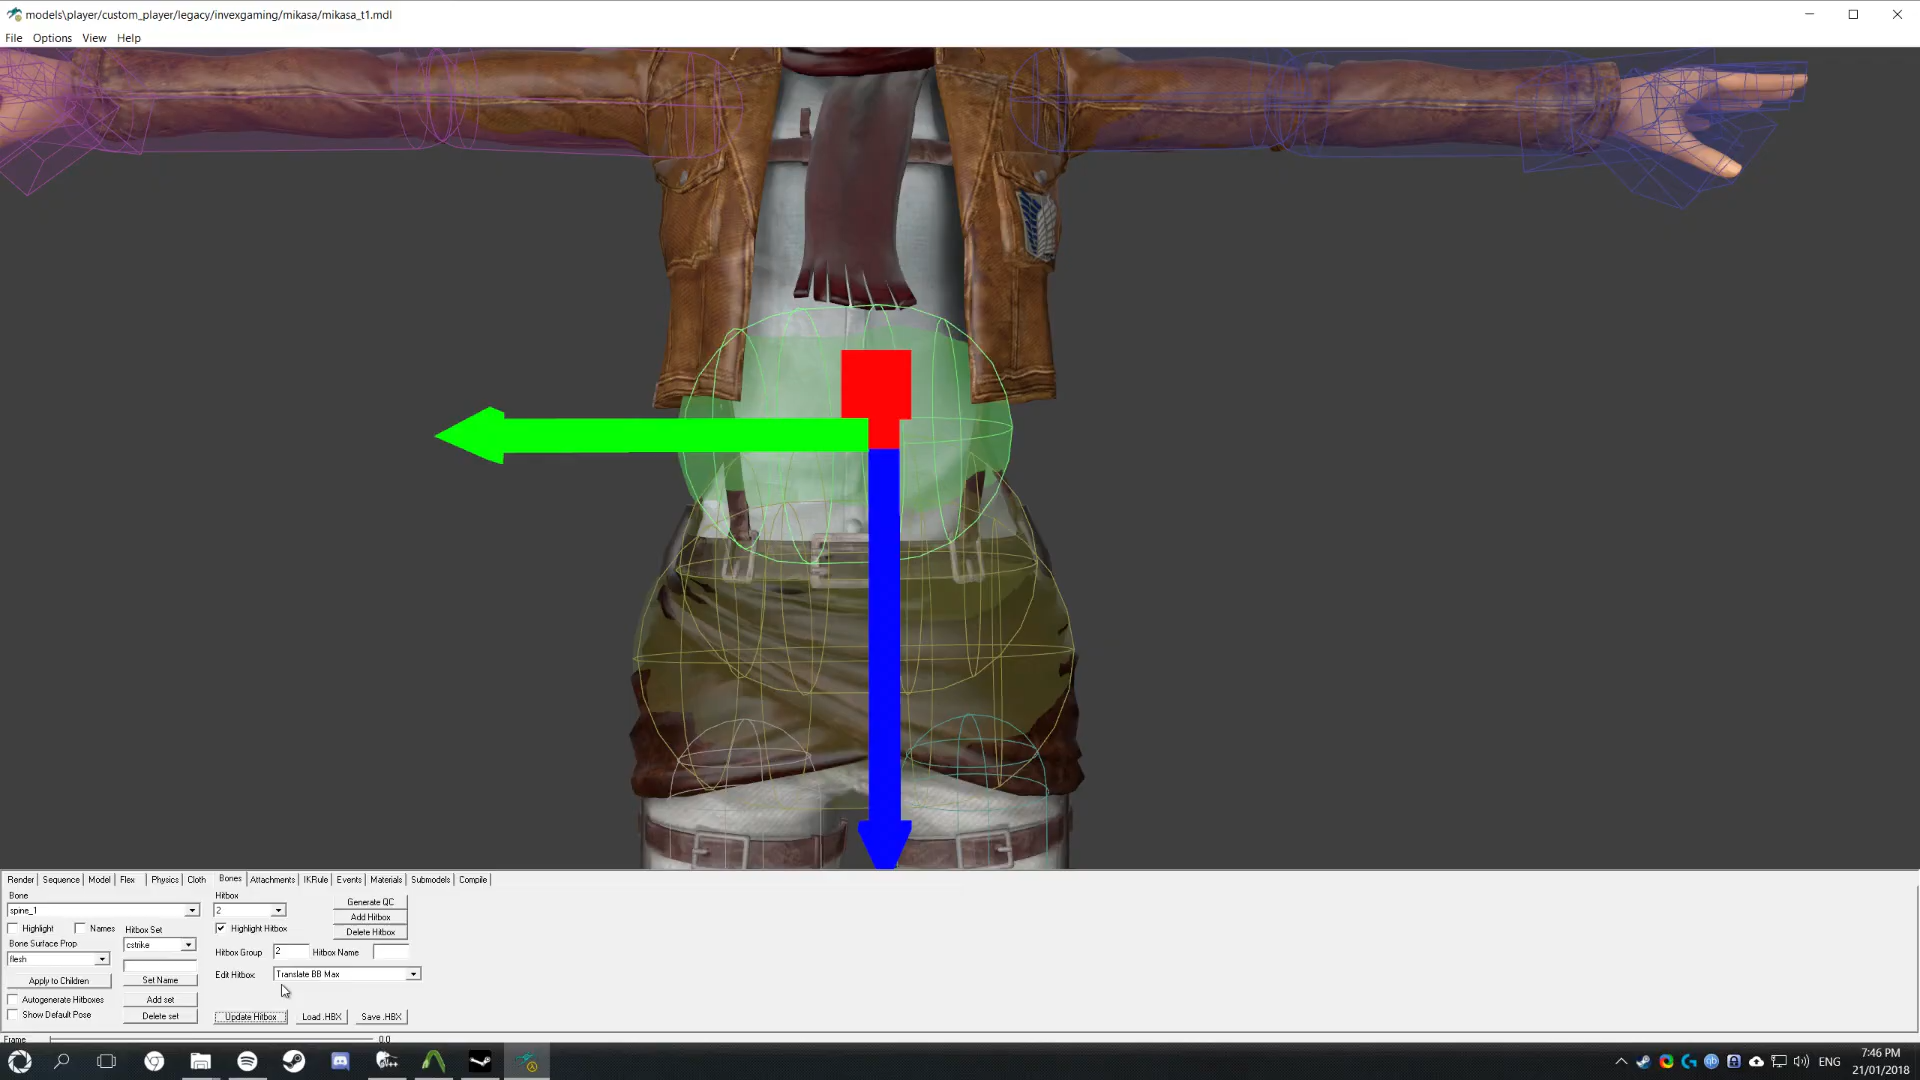 models\player/custom_player/legacy/invexgaming/mikasa/mikasa_t1.mdl
File Options View Help
Render Sequence Model Flex Physics Cloth Bones Attachments IKRule Events Materials Submodels Compile
Bone
spine_1
Highlight Names
Bone Surface Prop
flesh
Apply to Children
Autogenerate Hitboxes
Show Default Pose
Hitbox Set
cstrike
Set Name
Add set
Delete set
Hitbox
2
Highlight Hitbox
Generate QC
Add Hitbox
Delete Hitbox
Hitbox Group 2 Hitbox Name
Edit Hitbox: Translate BB Max
Update Hitbox Load .HBX Save .HBX
Frame 0.0
ENG
7:46 PM
21/01/2018